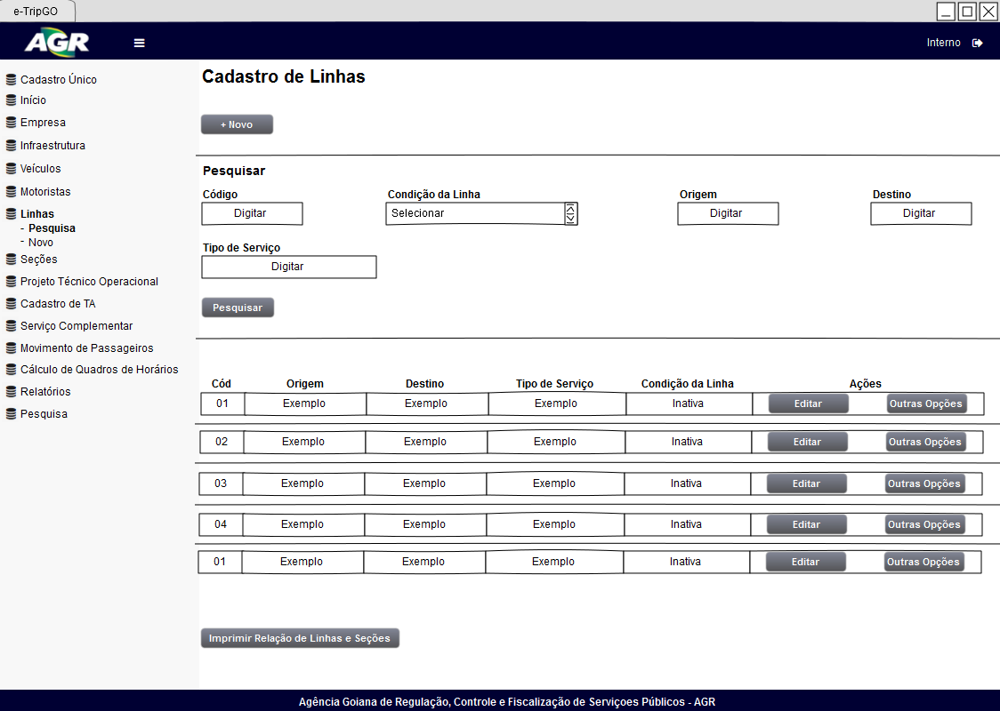 e-TripGO
AGR
Interno
Cadastro Único
Início
Empresa
Infraestrutura
Veículos
Motoristas
Linhas
- Pesquisa
- Novo
Seções
Projeto Técnico Operacional
Cadastro de TA
Serviço Complementar
Movimento de Passageiros
Cálculo de Quadros de Horários
Relatórios
Pesquisa
Cadastro de Linhas
+ Novo
Pesquisar
Código Condição da Linha Origem Destino
Digitar Selecionar Digitar Digitar
Tipo de Serviço
Digitar
Pesquisar
Cód Origem Destino Tipo de Serviço Condição da Linha Ações
01 Exemplo Exemplo Exemplo Inativa Editar Outras Opções
02 Exemplo Exemplo Exemplo Inativa Editar Outras Opções
03 Exemplo Exemplo Exemplo Inativa Editar Outras Opções
04 Exemplo Exemplo Exemplo Inativa Editar Outras Opções
01 Exemplo Exemplo Exemplo Inativa Editar Outras Opções
Imprimir Relação de Linhas e Seções
Agência Goiana de Regulação, Controle e Fiscalização de Serviçoes Públicos - AGR